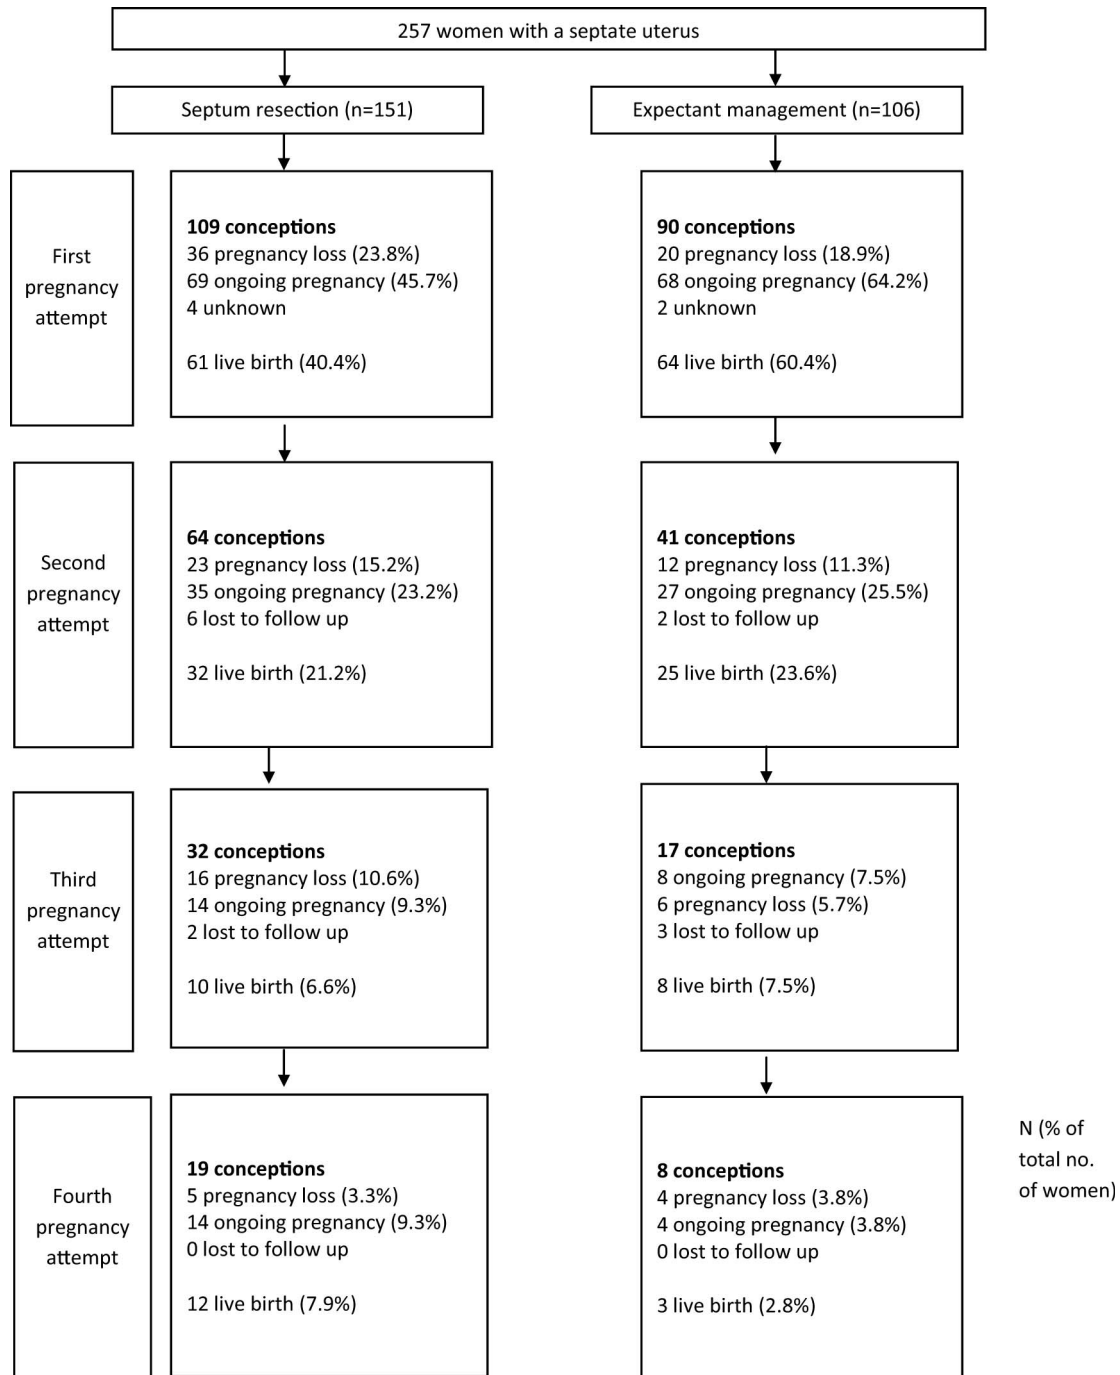 257 women with a septate uterus
Septum resection (n=151)
Expectant management (n=106)
First
pregnancy
attempt
109 conceptions
36 pregnancy loss (23.8%)
69 ongoing pregnancy (45.7%)
4 unknown
61 live birth (40.4%)
90 conceptions
20 pregnancy loss (18.9%)
68 ongoing pregnancy (64.2%)
2 unknown
64 live birth (60.4%)
Second
pregnancy
attempt
64 conceptions
23 pregnancy loss (15.2%)
35 ongoing pregnancy (23.2%)
6 lost to follow up
32 live birth (21.2%)
41 conceptions
12 pregnancy loss (11.3%)
27 ongoing pregnancy (25.5%)
2 lost to follow up
25 live birth (23.6%)
Third
pregnancy
attempt
32 conceptions
16 pregnancy loss (10.6%)
14 ongoing pregnancy (9.3%)
2 lost to follow up
10 live birth (6.6%)
17 conceptions
8 ongoing pregnancy (7.5%)
6 pregnancy loss (5.7%)
3 lost to follow up
8 live birth (7.5%)
Fourth
pregnancy
attempt
19 conceptions
5 pregnancy loss (3.3%)
14 ongoing pregnancy (9.3%)
0 lost to follow up
12 live birth (7.9%)
8 conceptions
4 pregnancy loss (3.8%)
4 ongoing pregnancy (3.8%)
0 lost to follow up
3 live birth (2.8%)
N (% of
total no.
of women)